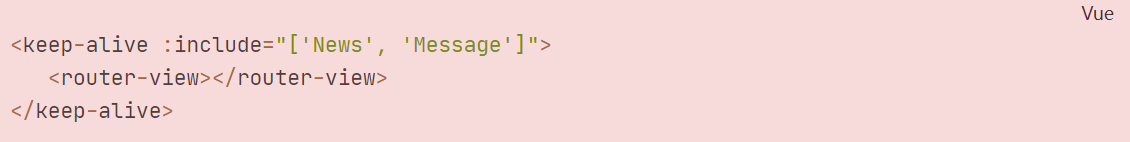 Vue
<keep-alive :include="['News', 'Message']">
   <router-view></router-view>
</keep-alive>